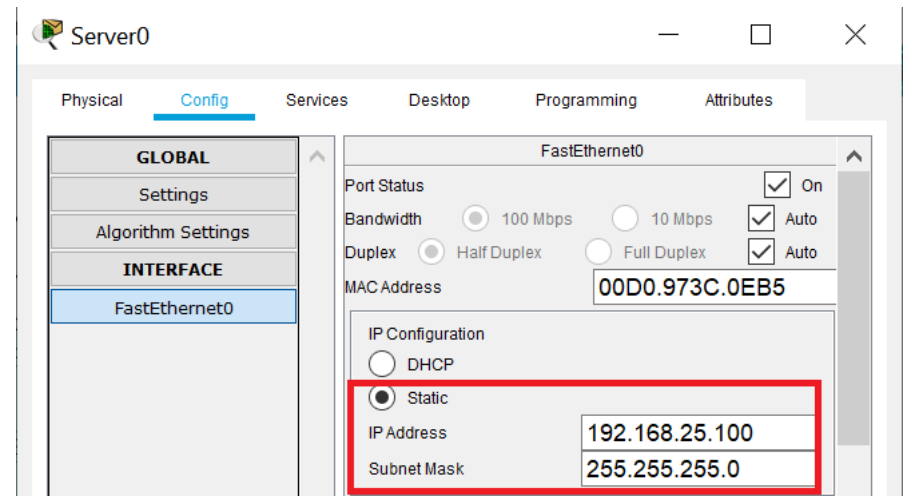 Server0
Physical Config Services Desktop Programming Attributes
GLOBAL
Settings
Algorithm Settings
INTERFACE
FastEthernet0
FastEthernet0
Port Status On
Bandwidth 100 Mbps 10 Mbps Auto
Duplex Half Duplex Full Duplex Auto
MAC Address 00D0.973C.0EB5
IP Configuration
DHCP
Static
IP Address 192.168.25.100
Subnet Mask 255.255.255.0